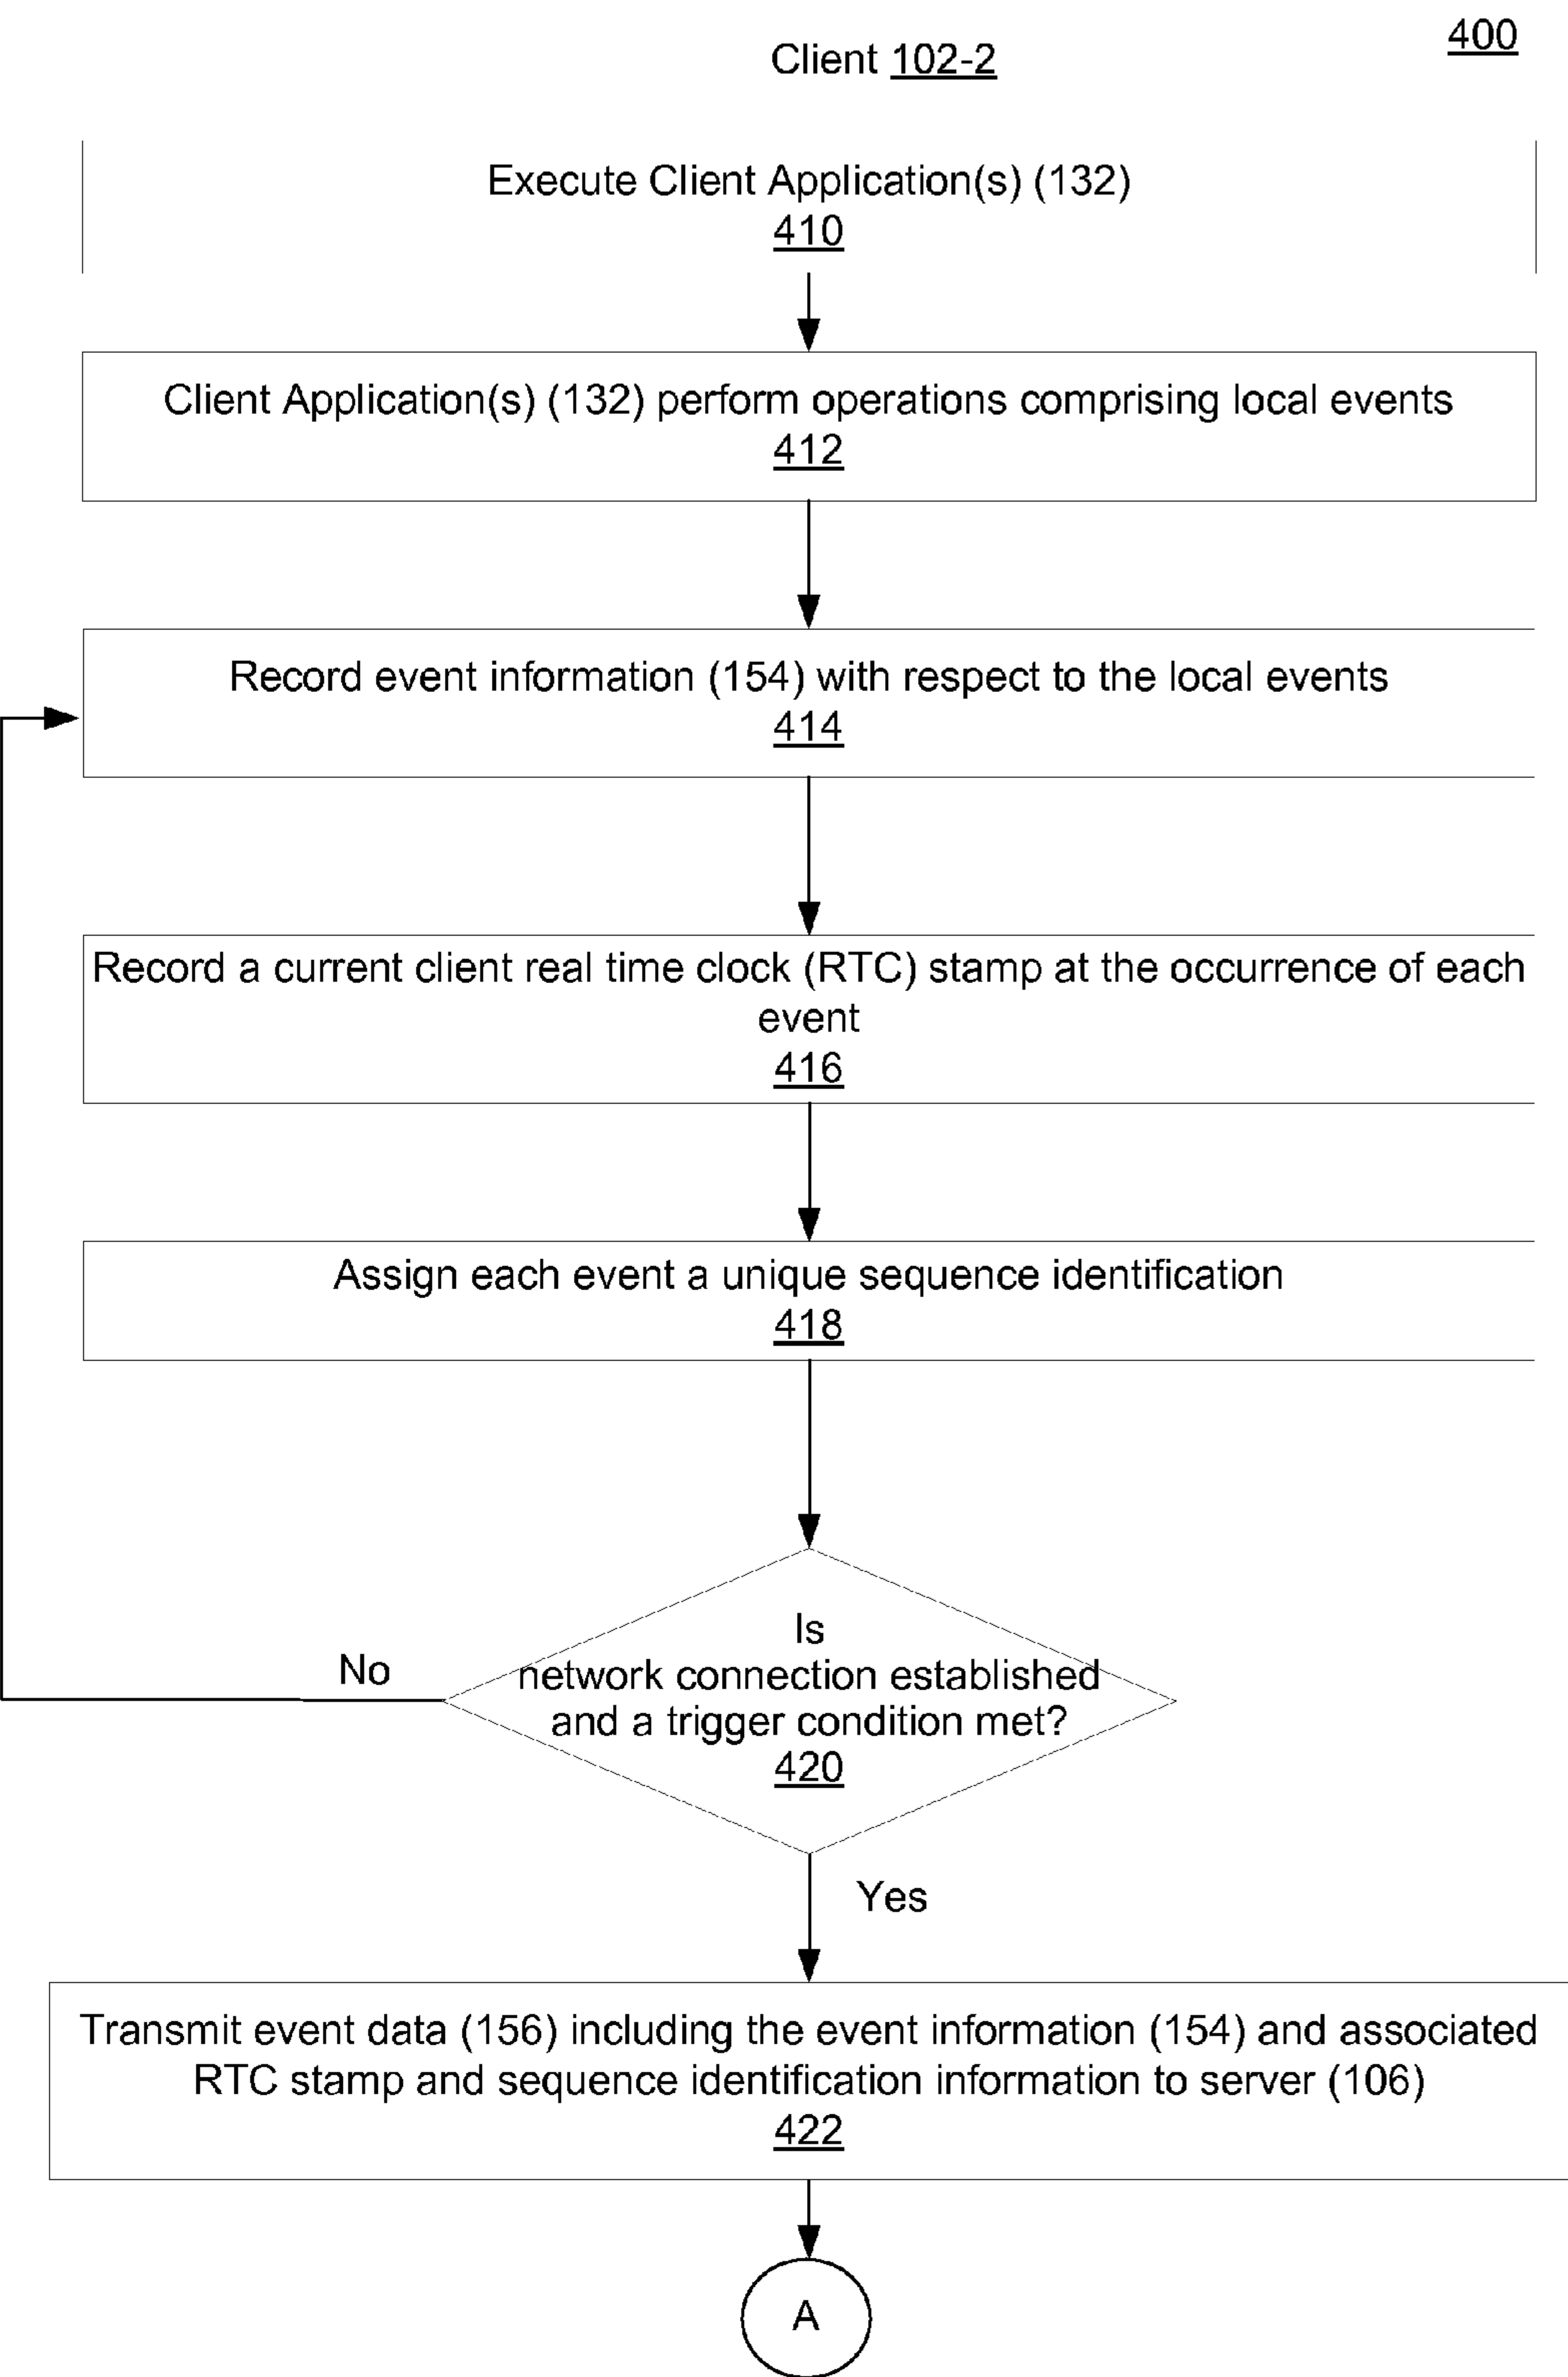 400
Client 102-2
Execute Client Application(s) (132)
410
Client Application(s) (132) perform operations comprising local events
412
Record event information (154) with respect to the local events
414
Record a current client real time clock (RTC) stamp at the occurrence of each
event
416
Assign each event a unique sequence identification
418
Is
network connection established
and a trigger condition met?
420
No
Yes
Transmit event data (156) including the event information (154) and associated
RTC stamp and sequence identification information to server (106)
422
A